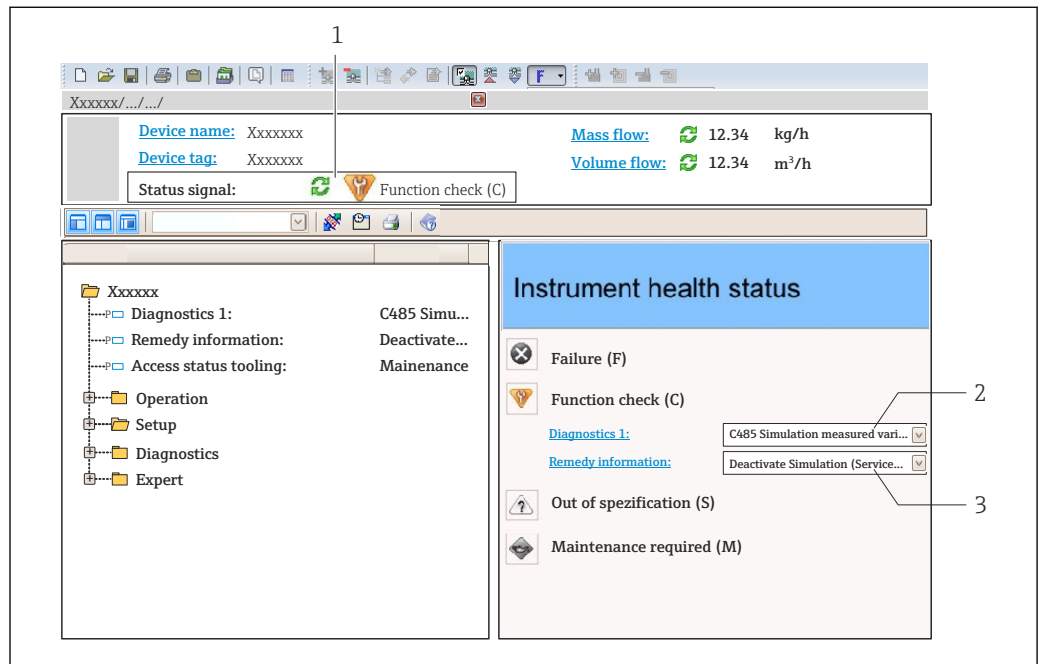 1
F
Xxxxxx/.../.../
Device name: Xxxxxxx
Mass flow: 12.34 kg/h
Device tag: Xxxxxxx
Volume flow: 12.34 m³/h
Status signal: Function check (C)
Xxxxxx
Diagnostics 1: C485 Simu...
Remedy information: Deactivate...
Access status tooling: Mainenance
Operation
Setup
Diagnostics
Expert
Instrument health status
Failure (F)
Function check (C)
2
Diagnostics 1: C485 Simulation measured vari...
Remedy information: Deactivate Simulation (Service...
Out of spezification (S)
3
Maintenance required (M)